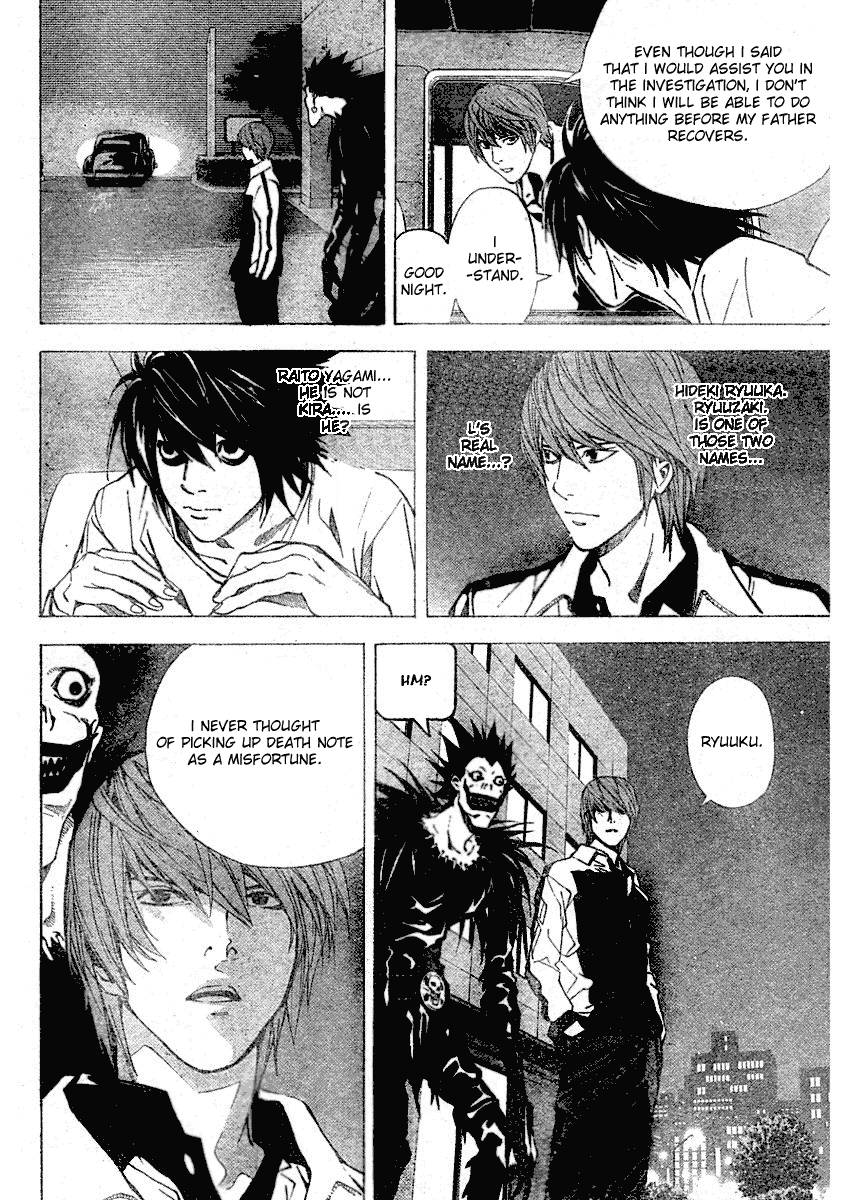 EVEN THOUGH I SAID
THAT I WOULD ASSIST YOU IN
THE INVESTIGATION, I DON'T
THINK I WILL BE ABLE TO DO
ANYTHING BEFORE MY FATHER
RECOVERS.
I
UNDER-
-STAND.
GOOD
NIGHT.
HIDEKI RYUUKA.
RYUUZAKI.
IS ONE OF
THOSE TWO
NAMES...
L'S
REAL
NAME...?
RAITO YAGAMI...
HE IS NOT
KIRA..... IS
HE?
RYUUKU.
HM?
I NEVER THOUGHT
OF PICKING UP DEATH NOTE
AS A MISFORTUNE.